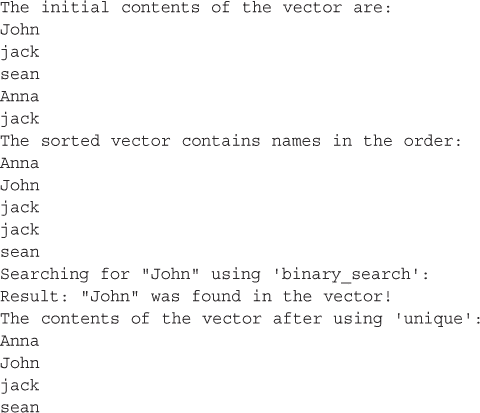 The initial contents of the vector are:
John
jack
sean
Anna
jack
The sorted vector contains names in the order:
Anna
John
jack
jack
sean
Searching for "John" using 'binary_search':
Result: "John" was found in the vector!
The contents of the vector after using 'unique':
Anna
John
jack
sean